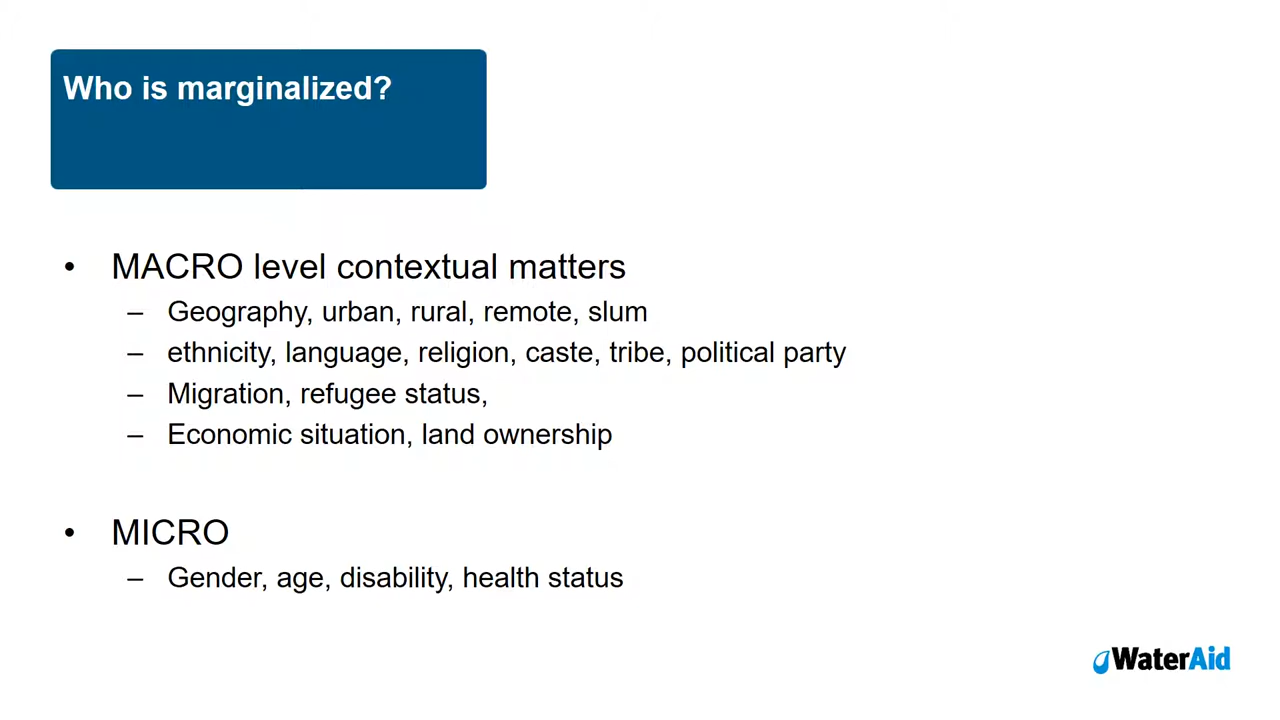 Who is marginalized?
• MACRO level contextual matters
– Geography, urban, rural, remote, slum
– ethnicity, language, religion, caste, tribe, political party
– Migration, refugee status,
– Economic situation, land ownership
• MICRO
– Gender, age, disability, health status
WaterAid